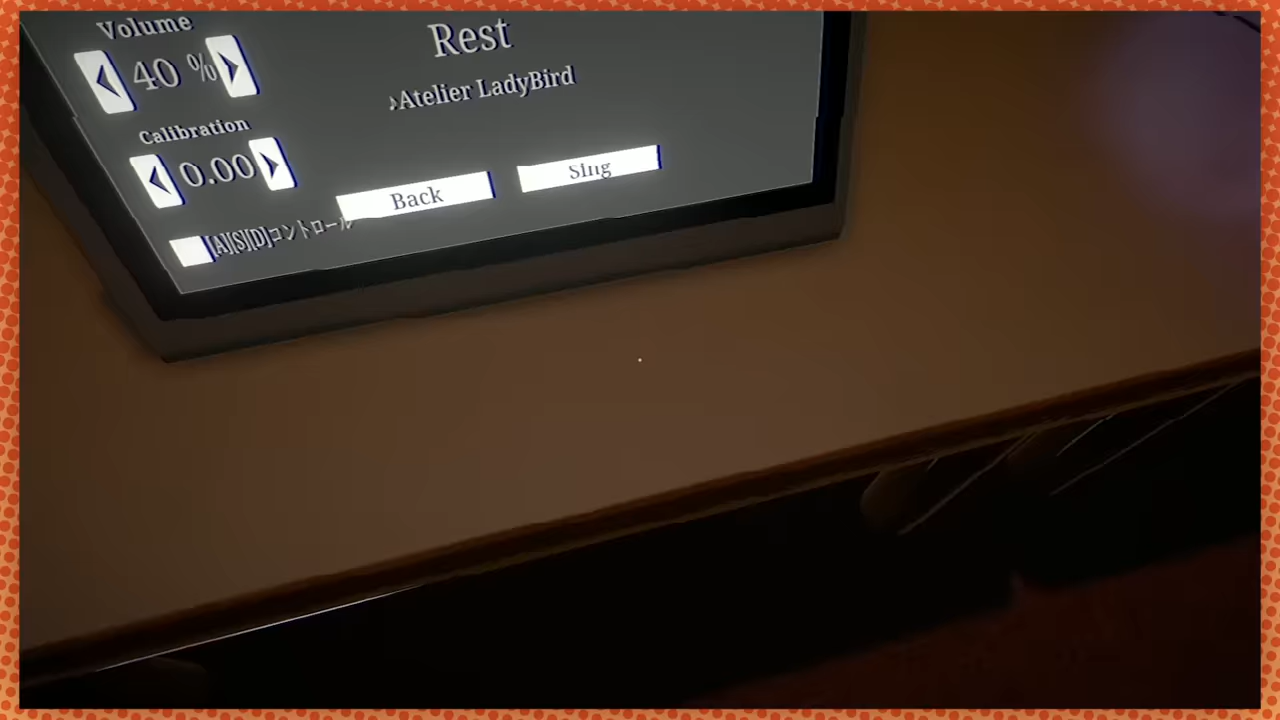 Volume
40 %
Calibration
0.00
[A][S][D]コントロール
Rest
♪Atelier LadyBird
Back
Sing